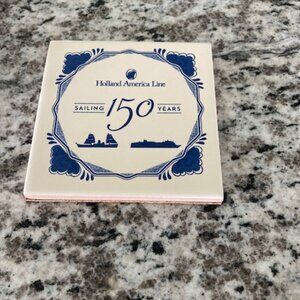 Holland America Line
SAILING 150 YEARS